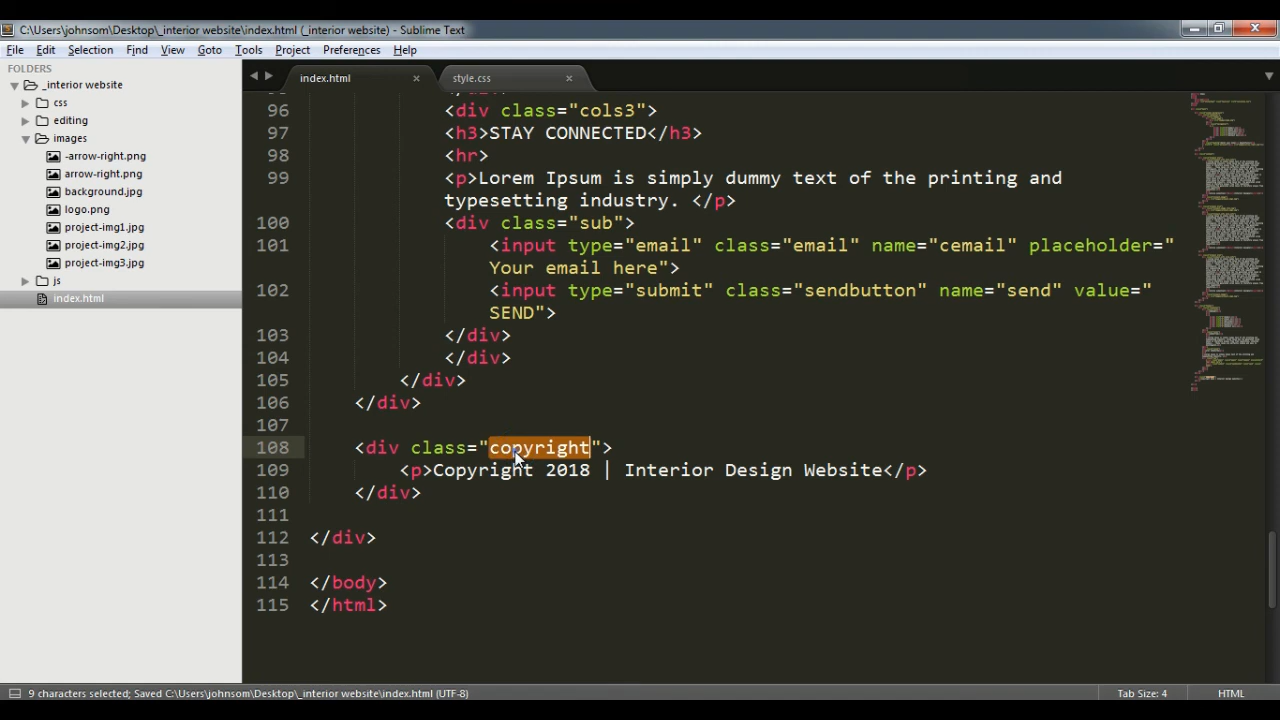 C:\Users\johnsom\Desktop\_interior website\index.html (_interior website) - Sublime Text
File Edit Selection Find View Goto Tools Project Preferences Help
FOLDERS
_interior website
css
editing
images
-arrow-right.png
arrow-right.png
background.jpg
logo.png
project-img1.jpg
project-img2.jpg
project-img3.jpg
js
index.html
index.html × style.css ×
96 <div class="cols3">
97 <h3>STAY CONNECTED</h3>
98 <hr>
99 <p>Lorem Ipsum is simply dummy text of the printing and
typesetting industry. </p>
100 <div class="sub">
101 <input type="email" class="email" name="cemail" placeholder="
Your email here">
102 <input type="submit" class="sendbutton" name="send" value="
SEND">
103 </div>
104 </div>
105 </div>
106 </div>
107
108 <div class="copyright">
109 <p>Copyright 2018 | Interior Design Website</p>
110 </div>
111
112 </div>
113
114 </body>
115 </html>
9 characters selected; Saved C:\Users\johnsom\Desktop\_interior website\index.html (UTF-8) Tab Size: 4 HTML